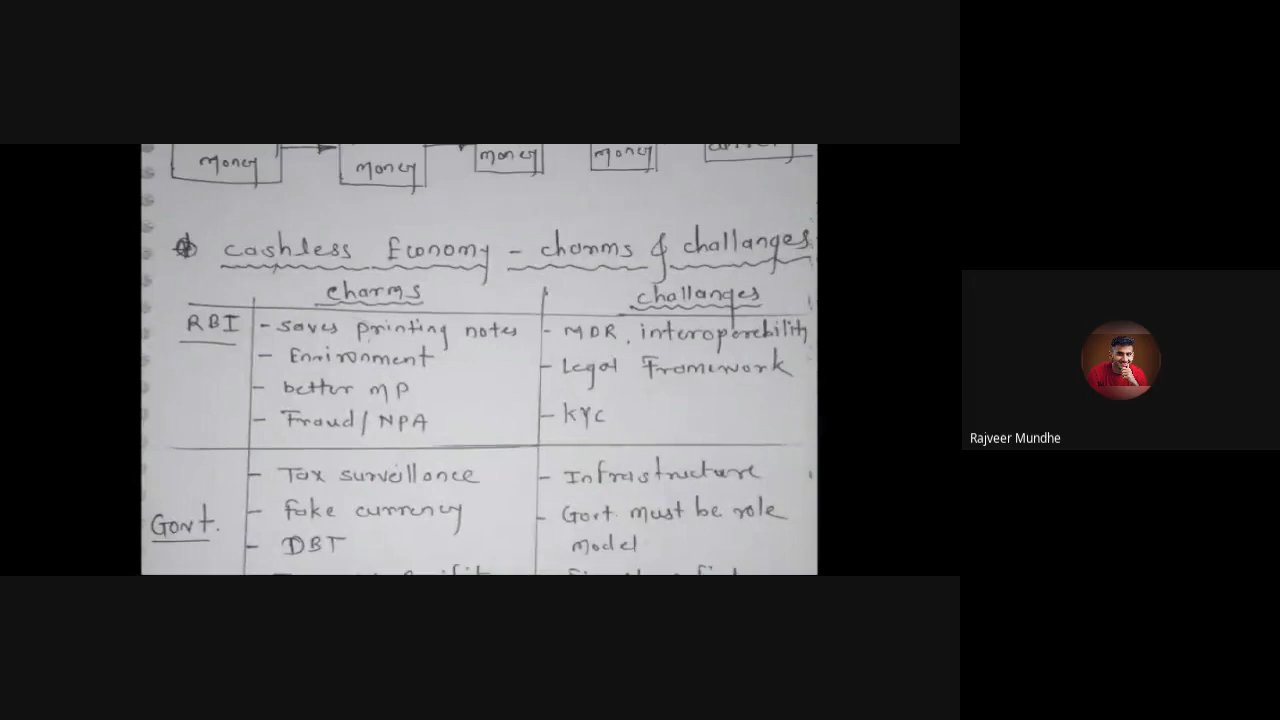 money money money money
cashless Economy - charms & challanges
charms challanges
RBI - saves printing notes - MDR, interoperability
- Environment - Legal Framework
- better MP
- Fraud/NPA - KYC
- Tax surveillance - Infrastructure
- fake currency - Govt. must be role
Govt.
- DBT model
Rajveer Mundhe